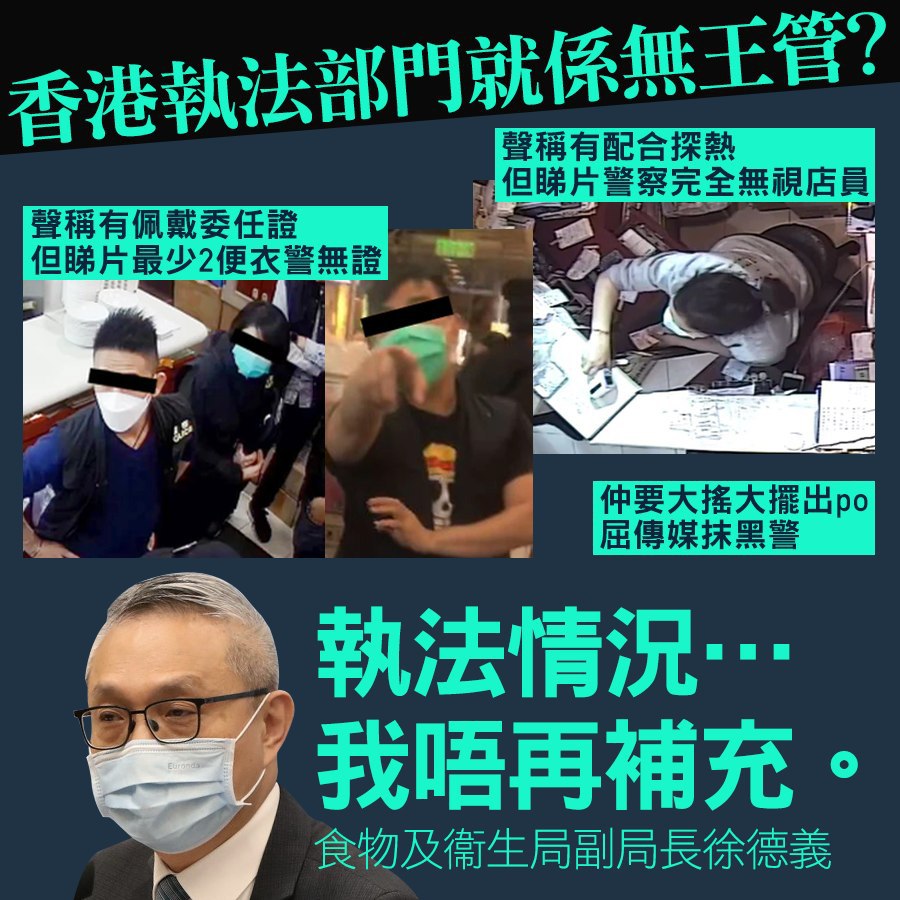 香港執法部門就係無王管?
聲稱有配合探熱
但睇片警察完全無視店員
聲稱有佩戴委任證
但睇片最少2便衣警無證
仲要大搖大擺出po
屈傳媒抹黑警
執法情況…
我唔再補充。
食物及衞生局副局長徐德義
Euronda